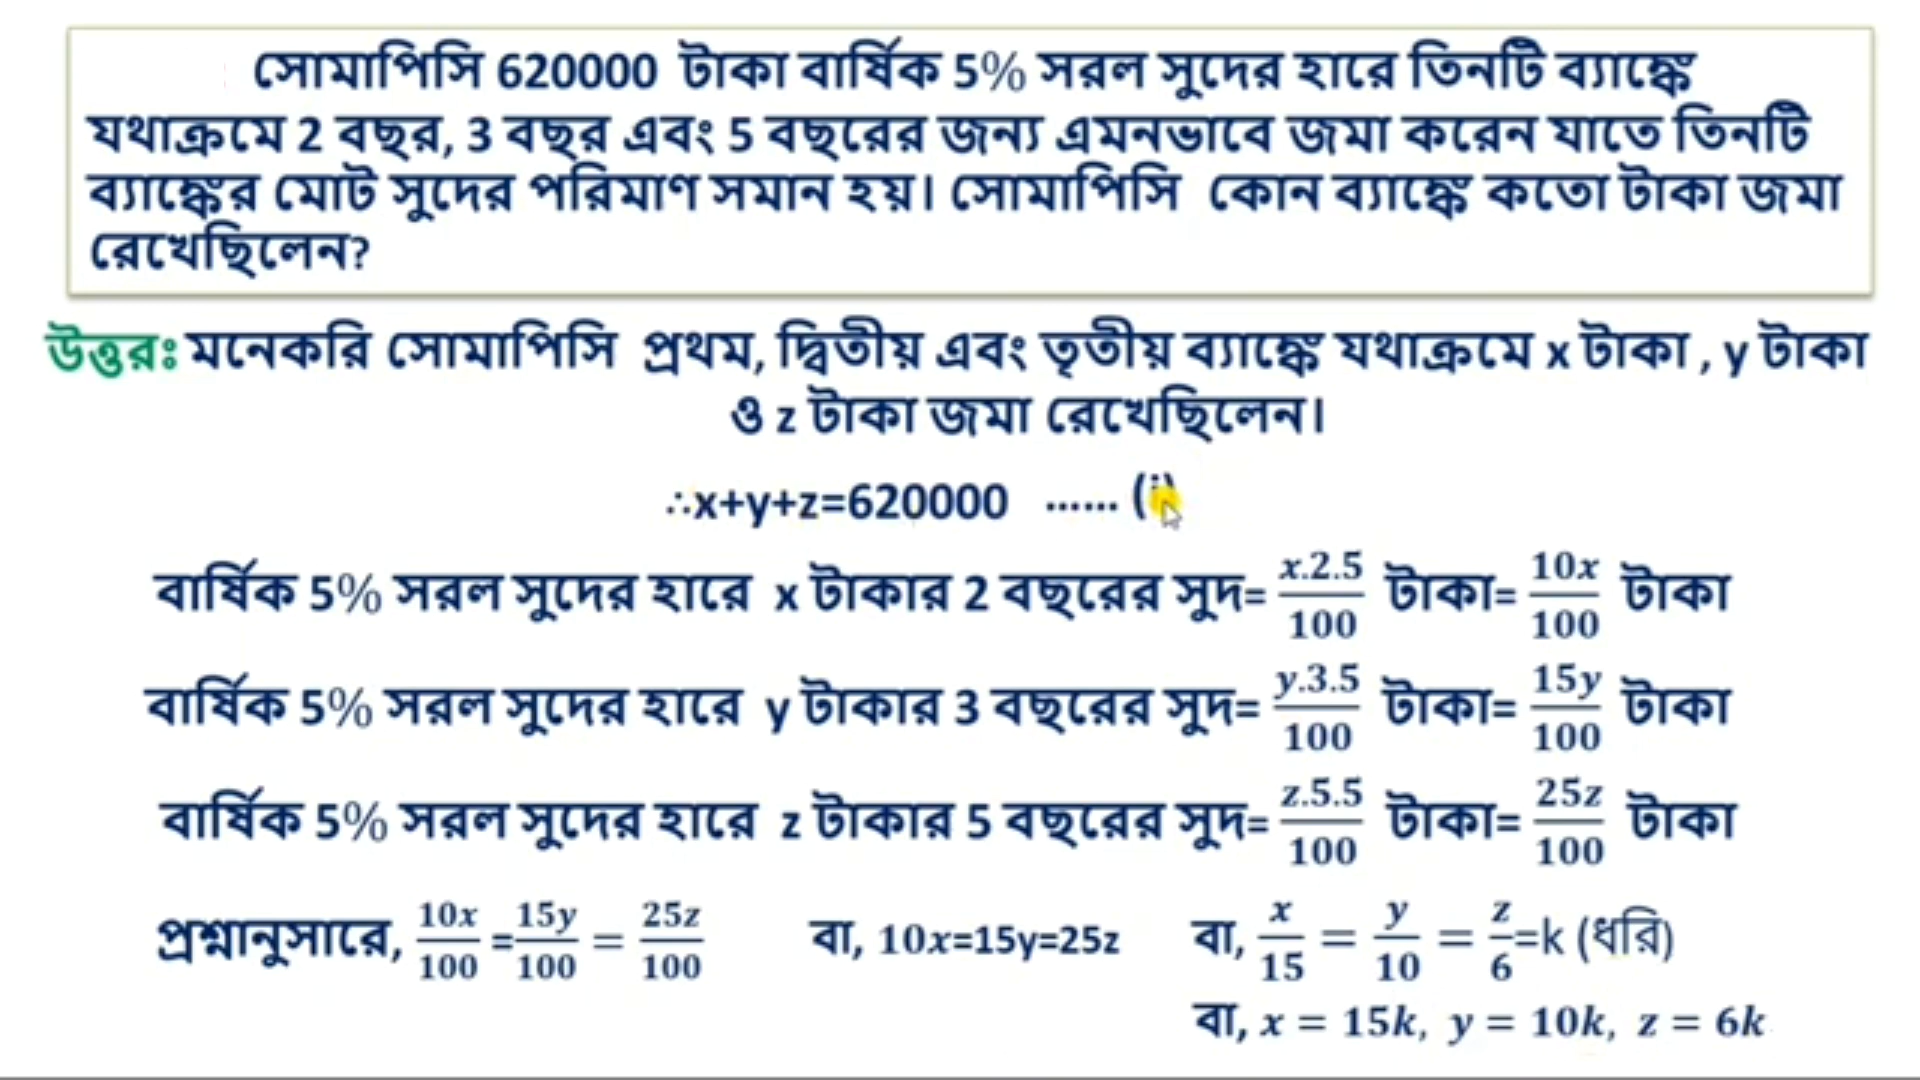 সোমাপিসি 620000 টাকা বার্ষিক 5% সরল সুদের হারে তিনটি ব্যাঙ্কে
যথাক্রমে 2 বছর, 3 বছর এবং 5 বছরের জন্য এমনভাবে জমা করেন যাতে তিনটি
ব্যাঙ্কের মোট সুদের পরিমাণ সমান হয়। সোমাপিসি কোন ব্যাঙ্কে কতো টাকা জমা
রেখেছিলেন?
উত্তরঃ মনেকরি সোমাপিসি প্রথম, দ্বিতীয় এবং তৃতীয় ব্যাঙ্কে যথাক্রমে x টাকা , y টাকা
ও z টাকা জমা রেখেছিলেন।
∴x+y+z=620000 ...... (i)
বার্ষিক 5% সরল সুদের হারে x টাকার 2 বছরের সুদ= x.2.5/100 টাকা= 10x/100 টাকা
বার্ষিক 5% সরল সুদের হারে y টাকার 3 বছরের সুদ= y.3.5/100 টাকা= 15y/100 টাকা
বার্ষিক 5% সরল সুদের হারে z টাকার 5 বছরের সুদ= z.5.5/100 টাকা= 25z/100 টাকা
প্রশ্নানুসারে, 10x/100 = 15y/100 = 25z/100 বা, 10x=15y=25z বা, x/15 = y/10 = z/6 =k (ধরি)
বা, x = 15k, y = 10k, z = 6k